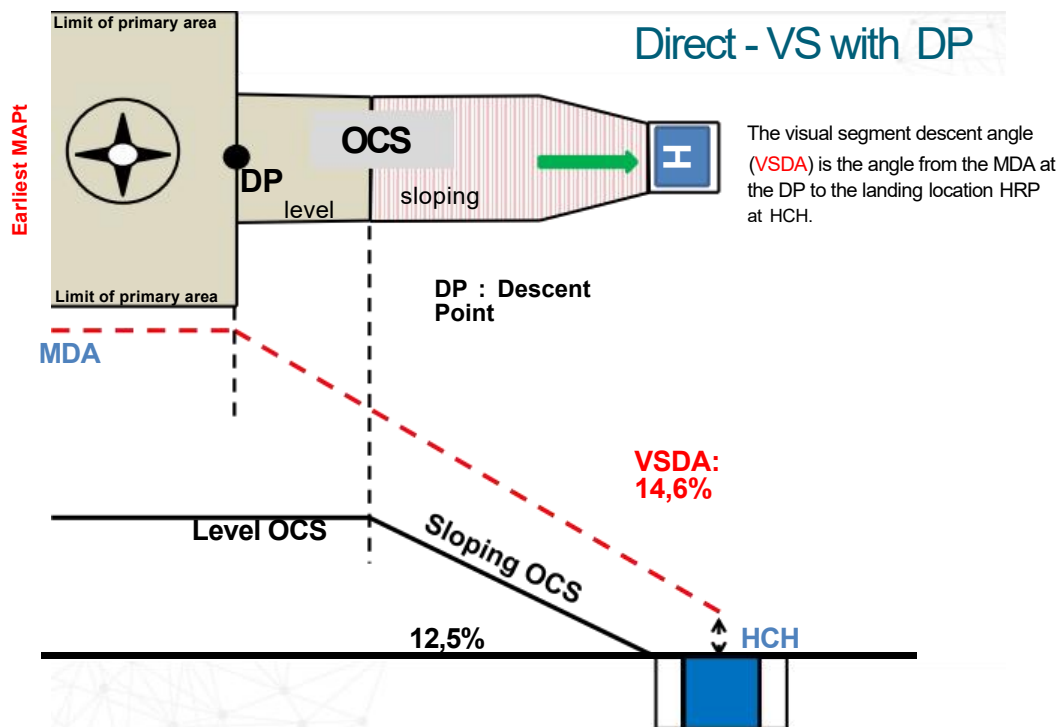 Limit of primary area
Direct - VS with DP
Earliest MAPt
OCS
DP
level
sloping
H
The visual segment descent angle
(VSDA) is the angle from the MDA at
the DP to the landing location HRP
at HCH.
Limit of primary area
DP : Descent
Point
MDA
VSDA:
14,6%
Level OCS
Sloping OCS
12,5%
HCH